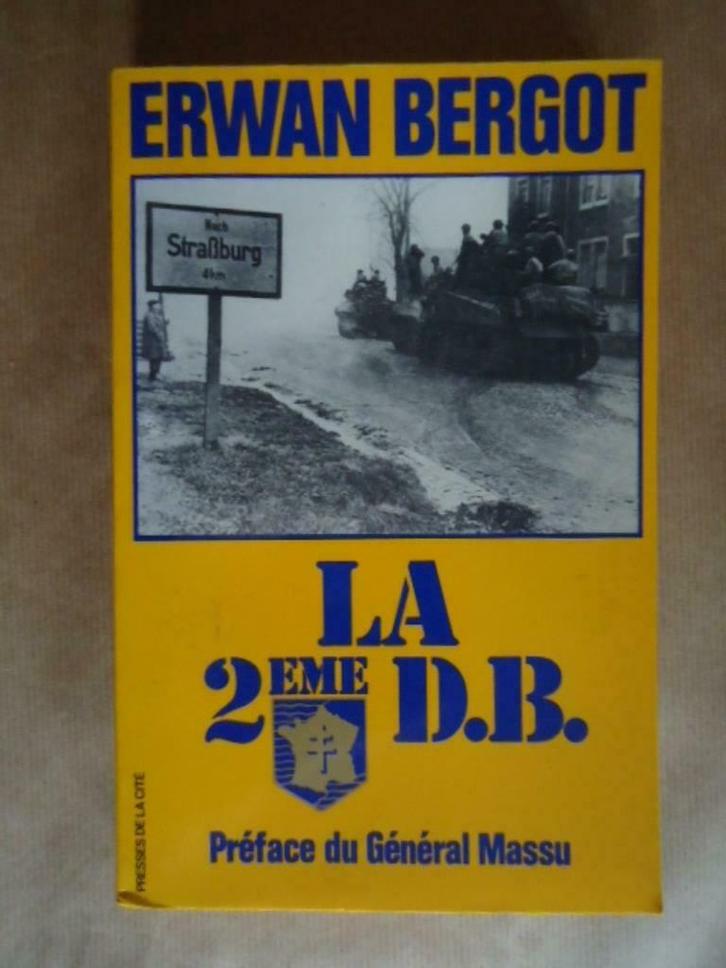 ERWAN BERGOT
Nach
Straßburg
4km
LA
2EME D.B.
Préface du Général Massu
PRESSES DE LA CITÉ